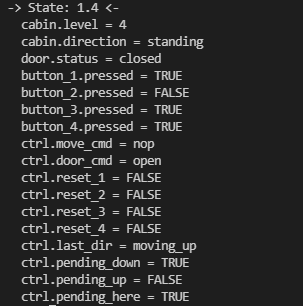 -> State: 1.4 <-
cabin.level = 4
cabin.direction = standing
door.status = closed
button_1.pressed = TRUE
button_2.pressed = FALSE
button_3.pressed = TRUE
button_4.pressed = TRUE
ctrl.move_cmd = nop
ctrl.door_cmd = open
ctrl.reset_1 = FALSE
ctrl.reset_2 = FALSE
ctrl.reset_3 = FALSE
ctrl.reset_4 = FALSE
ctrl.last_dir = moving_up
ctrl.pending_down = TRUE
ctrl.pending_up = FALSE
ctrl.pending_here = TRUE